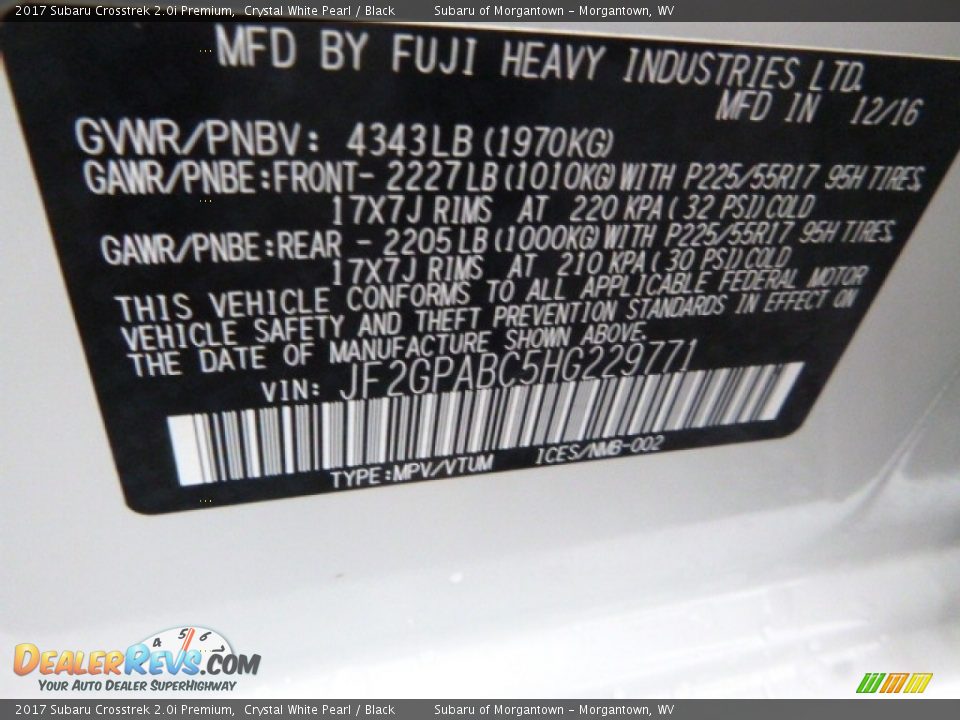 2017 Subaru Crosstrek 2.0i Premium, Crystal White Pearl / Black Subaru of Morgantown - Morgantown, WV
MFD BY FUJI HEAVY INDUSTRIES LTD.
MFD IN 12/16
GVWR/PNBV: 4343LB (1970KG)
GAWR/PNBE:FRONT- 2227LB (1010KG) WITH P225/55R17 95H TIRES,
17X7J RIMS AT 220 KPA ( 32 PSI) COLD
GAWR/PNBE:REAR - 2205LB (1000KG) WITH P225/55R17 95H TIRES,
17X7J RIMS AT 210 KPA ( 30 PSI) COLD
THIS VEHICLE CONFORMS TO ALL APPLICABLE FEDERAL MOTOR
VEHICLE SAFETY AND THEFT PREVENTION STANDARDS IN EFFECT ON
THE DATE OF MANUFACTURE SHOWN ABOVE.
VIN: JF2GPABC5HG229771
TYPE:MPV/VTUM ICES/NMB-002
4 5 6
DEALERREVS.COM
YOUR AUTO DEALER SUPERHIGHWAY
2017 Subaru Crosstrek 2.0i Premium, Crystal White Pearl / Black Subaru of Morgantown - Morgantown, WV